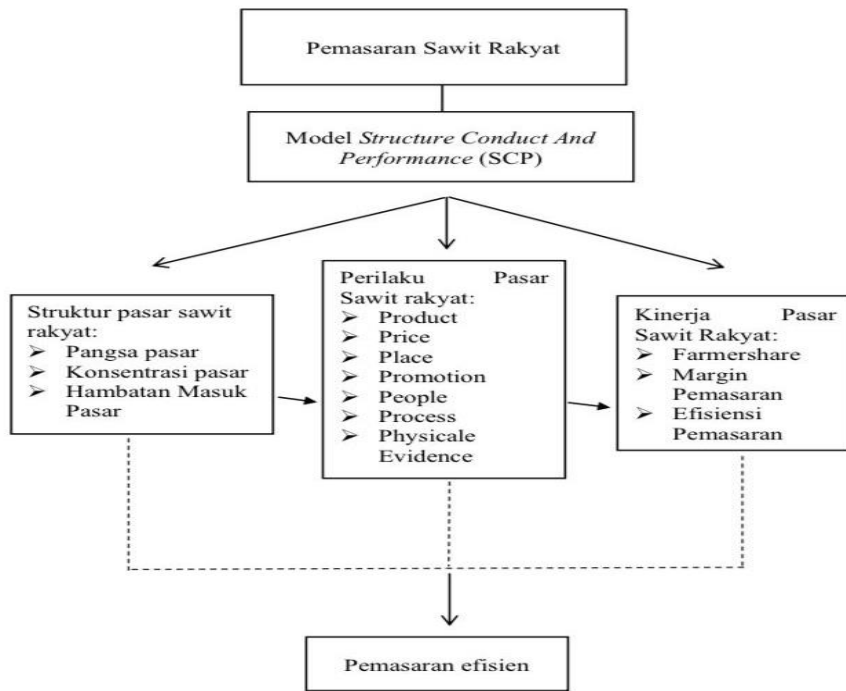 Pemasaran Sawit Rakyat
Model Structure Conduct And
Performance (SCP)
Struktur pasar sawit
rakyat:
➢ Pangsa pasar
➢ Konsentrasi pasar
➢ Hambatan Masuk
Pasar
Perilaku Pasar
Sawit rakyat:
➢ Product
➢ Price
➢ Place
➢ Promotion
➢ People
➢ Process
➢ Physicale
Evidence
Kinerja Pasar
Sawit Rakyat:
➢ Farmershare
➢ Margin
Pemasaran
➢ Efisiensi
Pemasaran
Pemasaran efisien